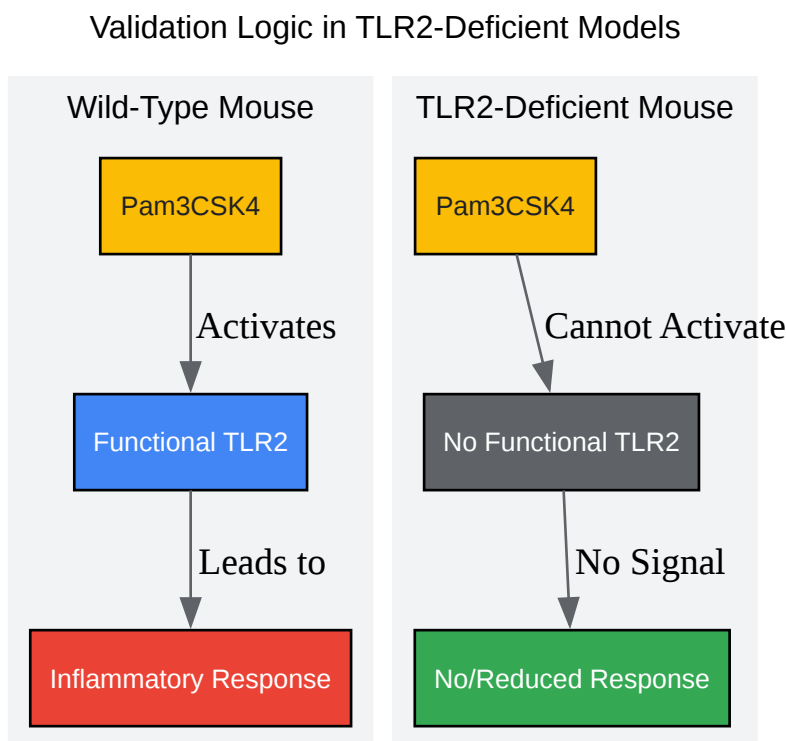 Validation Logic in TLR2-Deficient Models
Wild-Type Mouse
Pam3CSK4
Activates
Functional TLR2
Leads to
Inflammatory Response
TLR2-Deficient Mouse
Pam3CSK4
Cannot Activate
No Functional TLR2
No Signal
No/Reduced Response